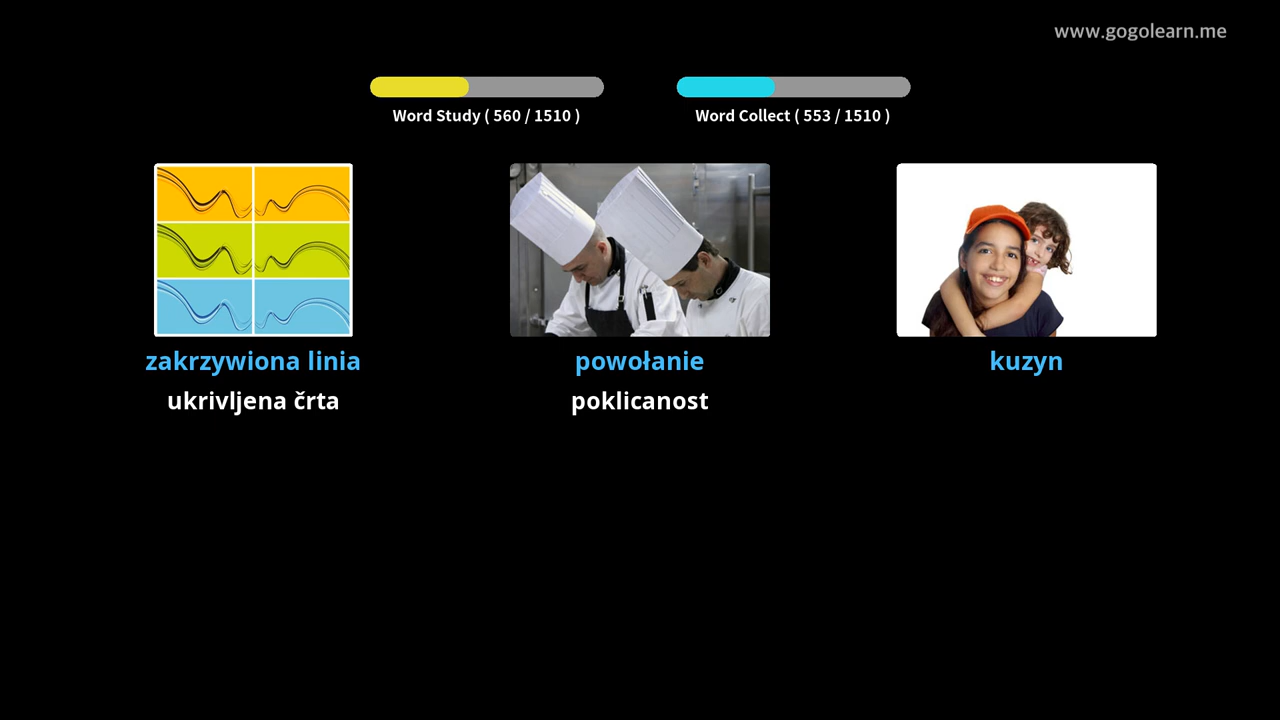 www.gogolearn.me
Word Study ( 560 / 1510 )
Word Collect ( 553 / 1510 )
zakrzywiona linia
powołanie
kuzyn
ukrivljena črta
poklicanost